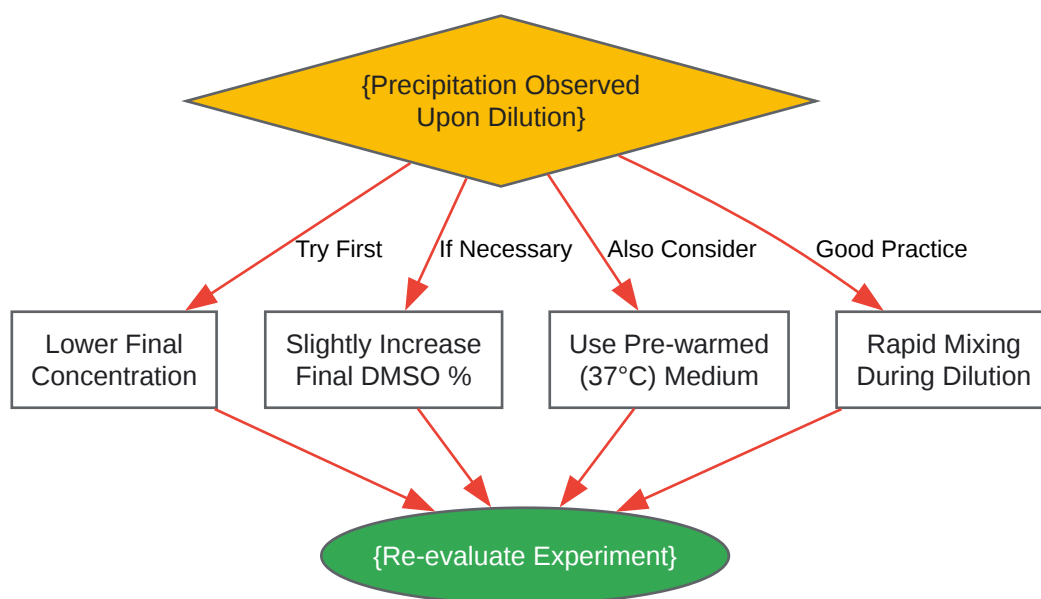 {Precipitation Observed
Upon Dilution}
Try First
If Necessary
Also Consider
Good Practice
Lower Final
Concentration
Slightly Increase
Final DMSO %
Use Pre-warmed
(37°C) Medium
Rapid Mixing
During Dilution
{Re-evaluate Experiment}